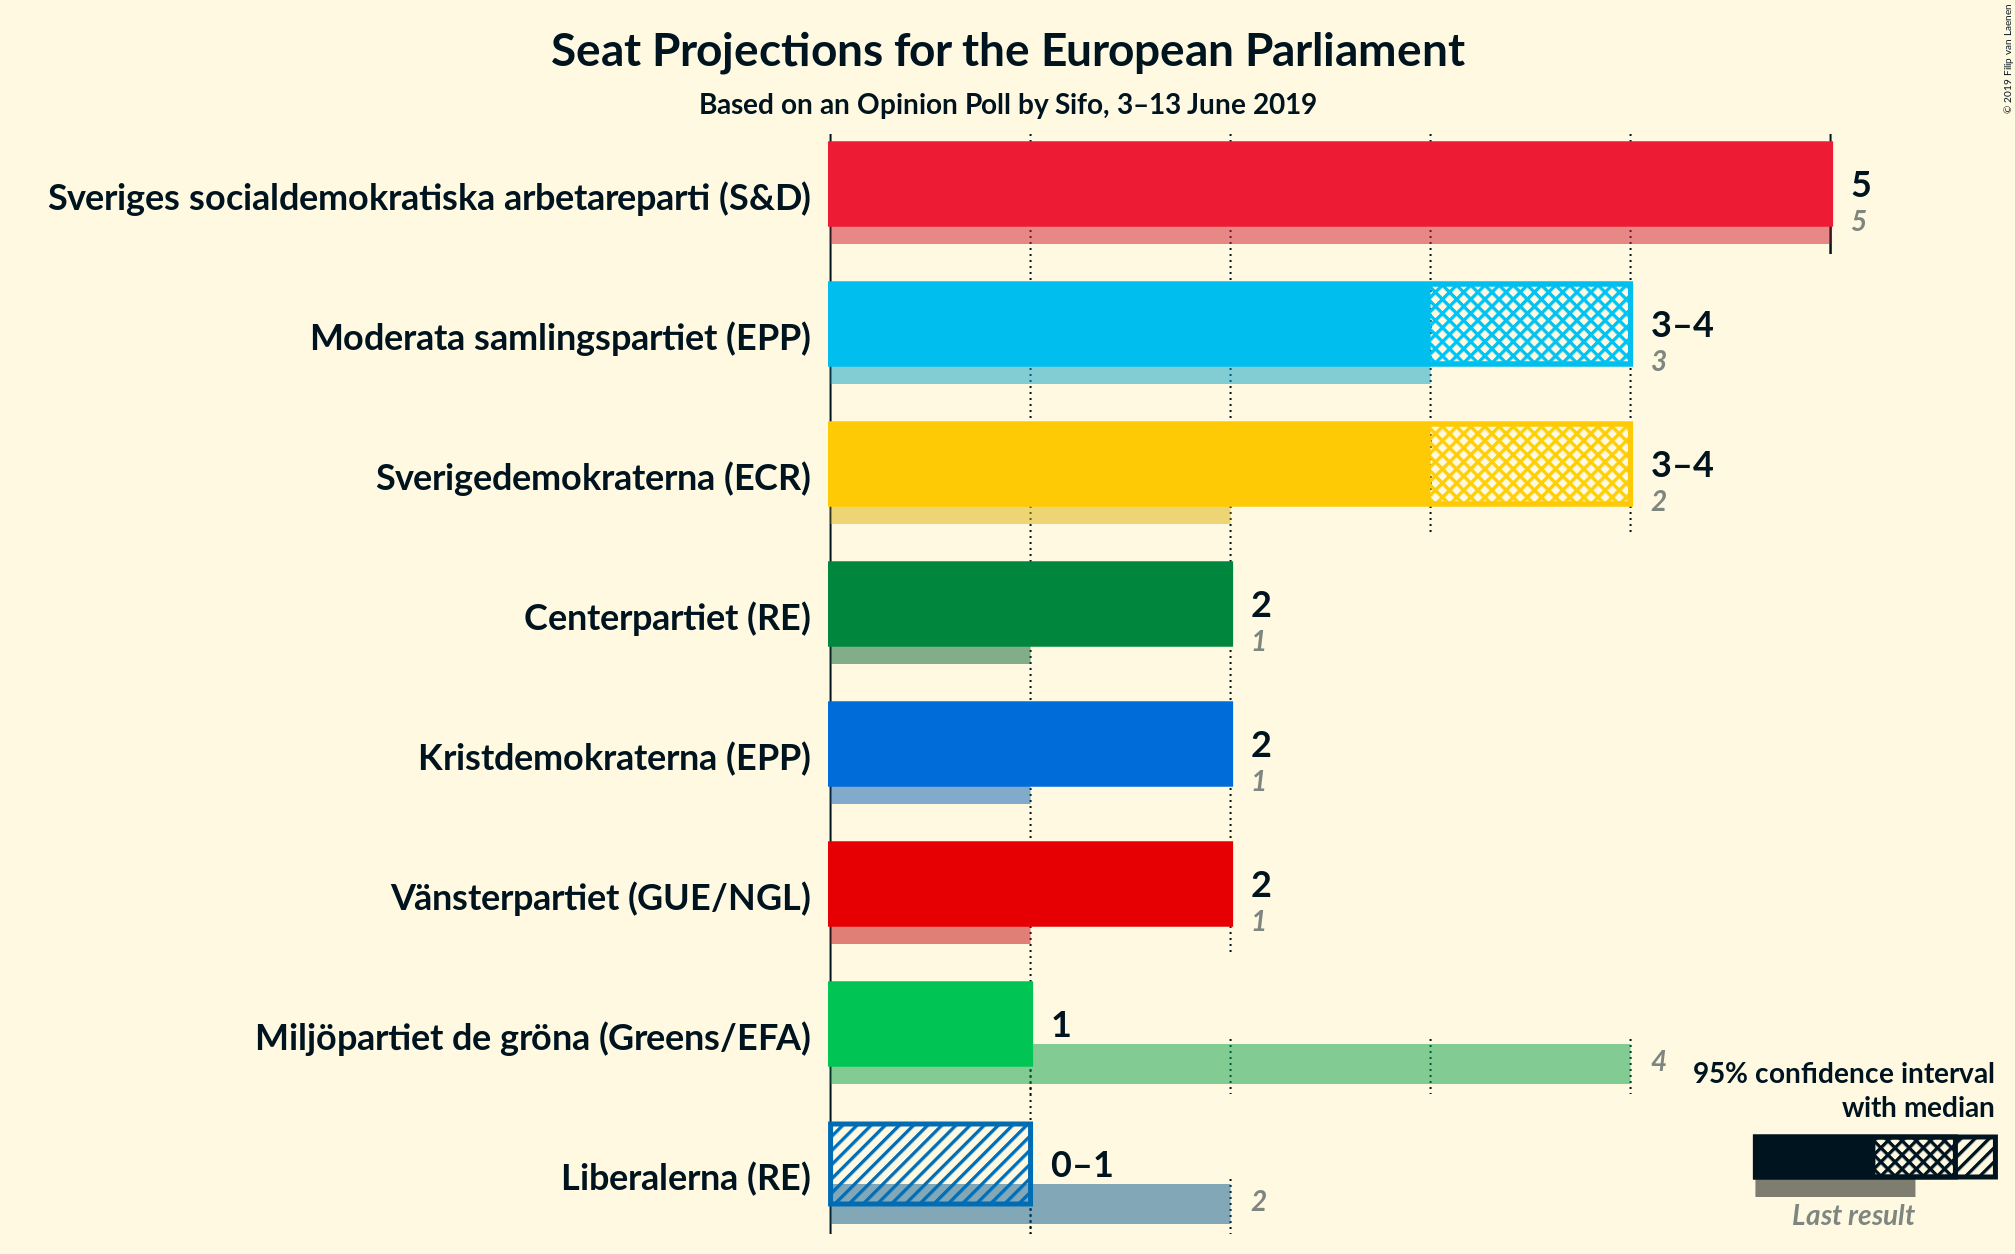 Seat Projections for the European Parliament
Based on an Opinion Poll by Sifo, 3–13 June 2019
© 2019 Filip van Laenen
Sveriges socialdemokratiska arbetareparti (S&D)
5
5
Moderata samlingspartiet (EPP)
3–4
3
Sverigedemokraterna (ECR)
3–4
2
Centerpartiet (RE)
2
1
Kristdemokraterna (EPP)
2
1
Vänsterpartiet (GUE/NGL)
2
1
Miljöpartiet de gröna (Greens/EFA)
1
4
Liberalerna (RE)
0–1
2
95% confidence interval
with median
Last result